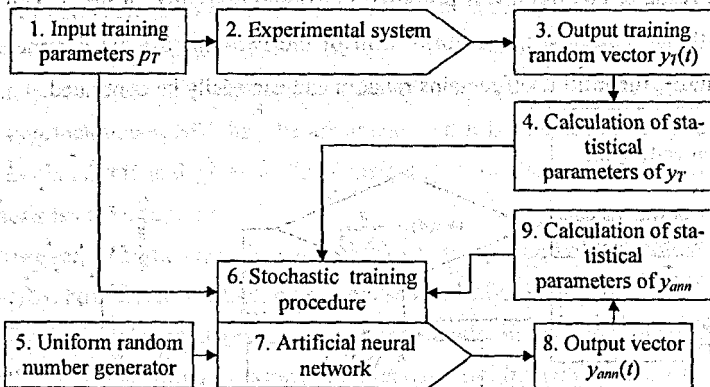 1. Input training
parameters pT
2. Experimental system
3. Output training
random vector yT(t)
4. Calculation of sta-
tistical
parameters of yT
9. Calculation of sta-
tistical
parameters of yann
6. Stochastic training
procedure
5. Uniform random
number generator
7. Artificial neural
network
8. Output vector
yann(t)